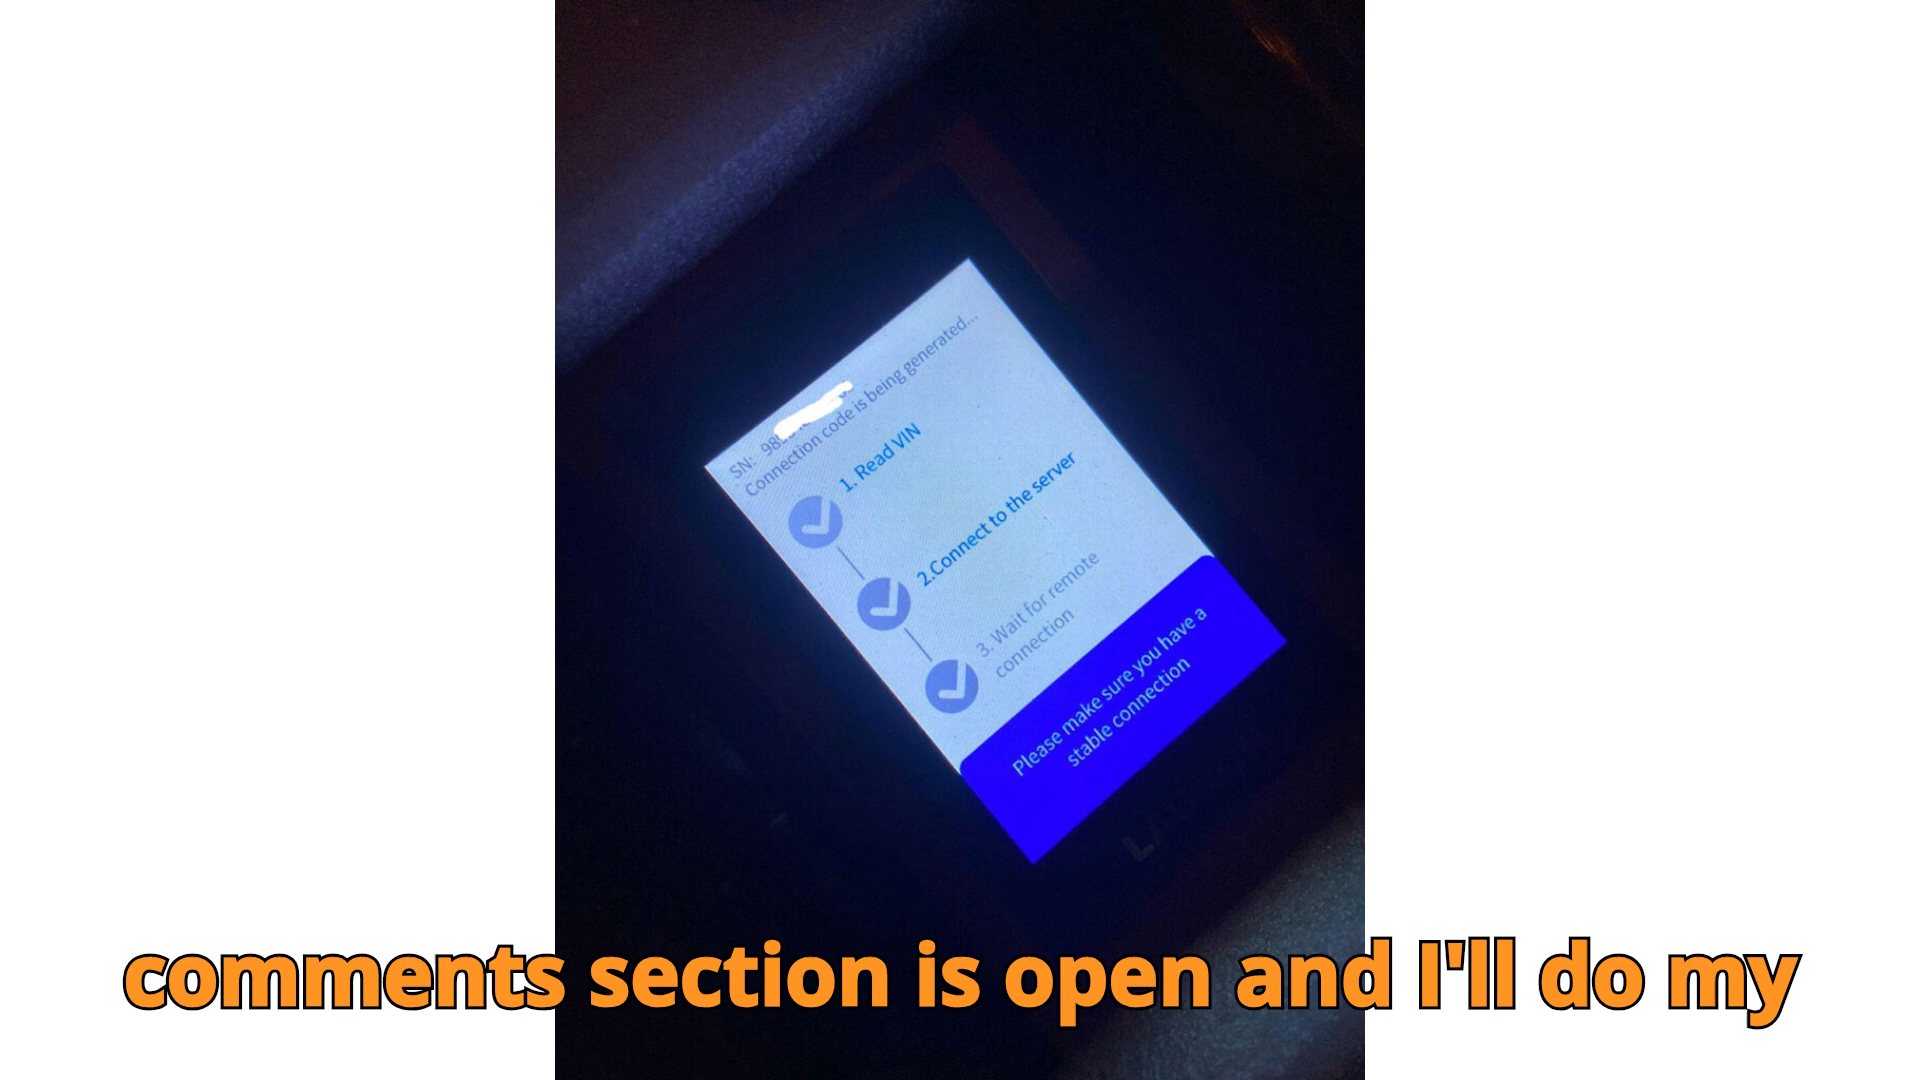 SN: 98
Connection code is being generated...
1. Read VIN
2.Connect to the server
3. Wait for remote
connection
Please make sure you have a
stable connection
comments section is open and I'll do my